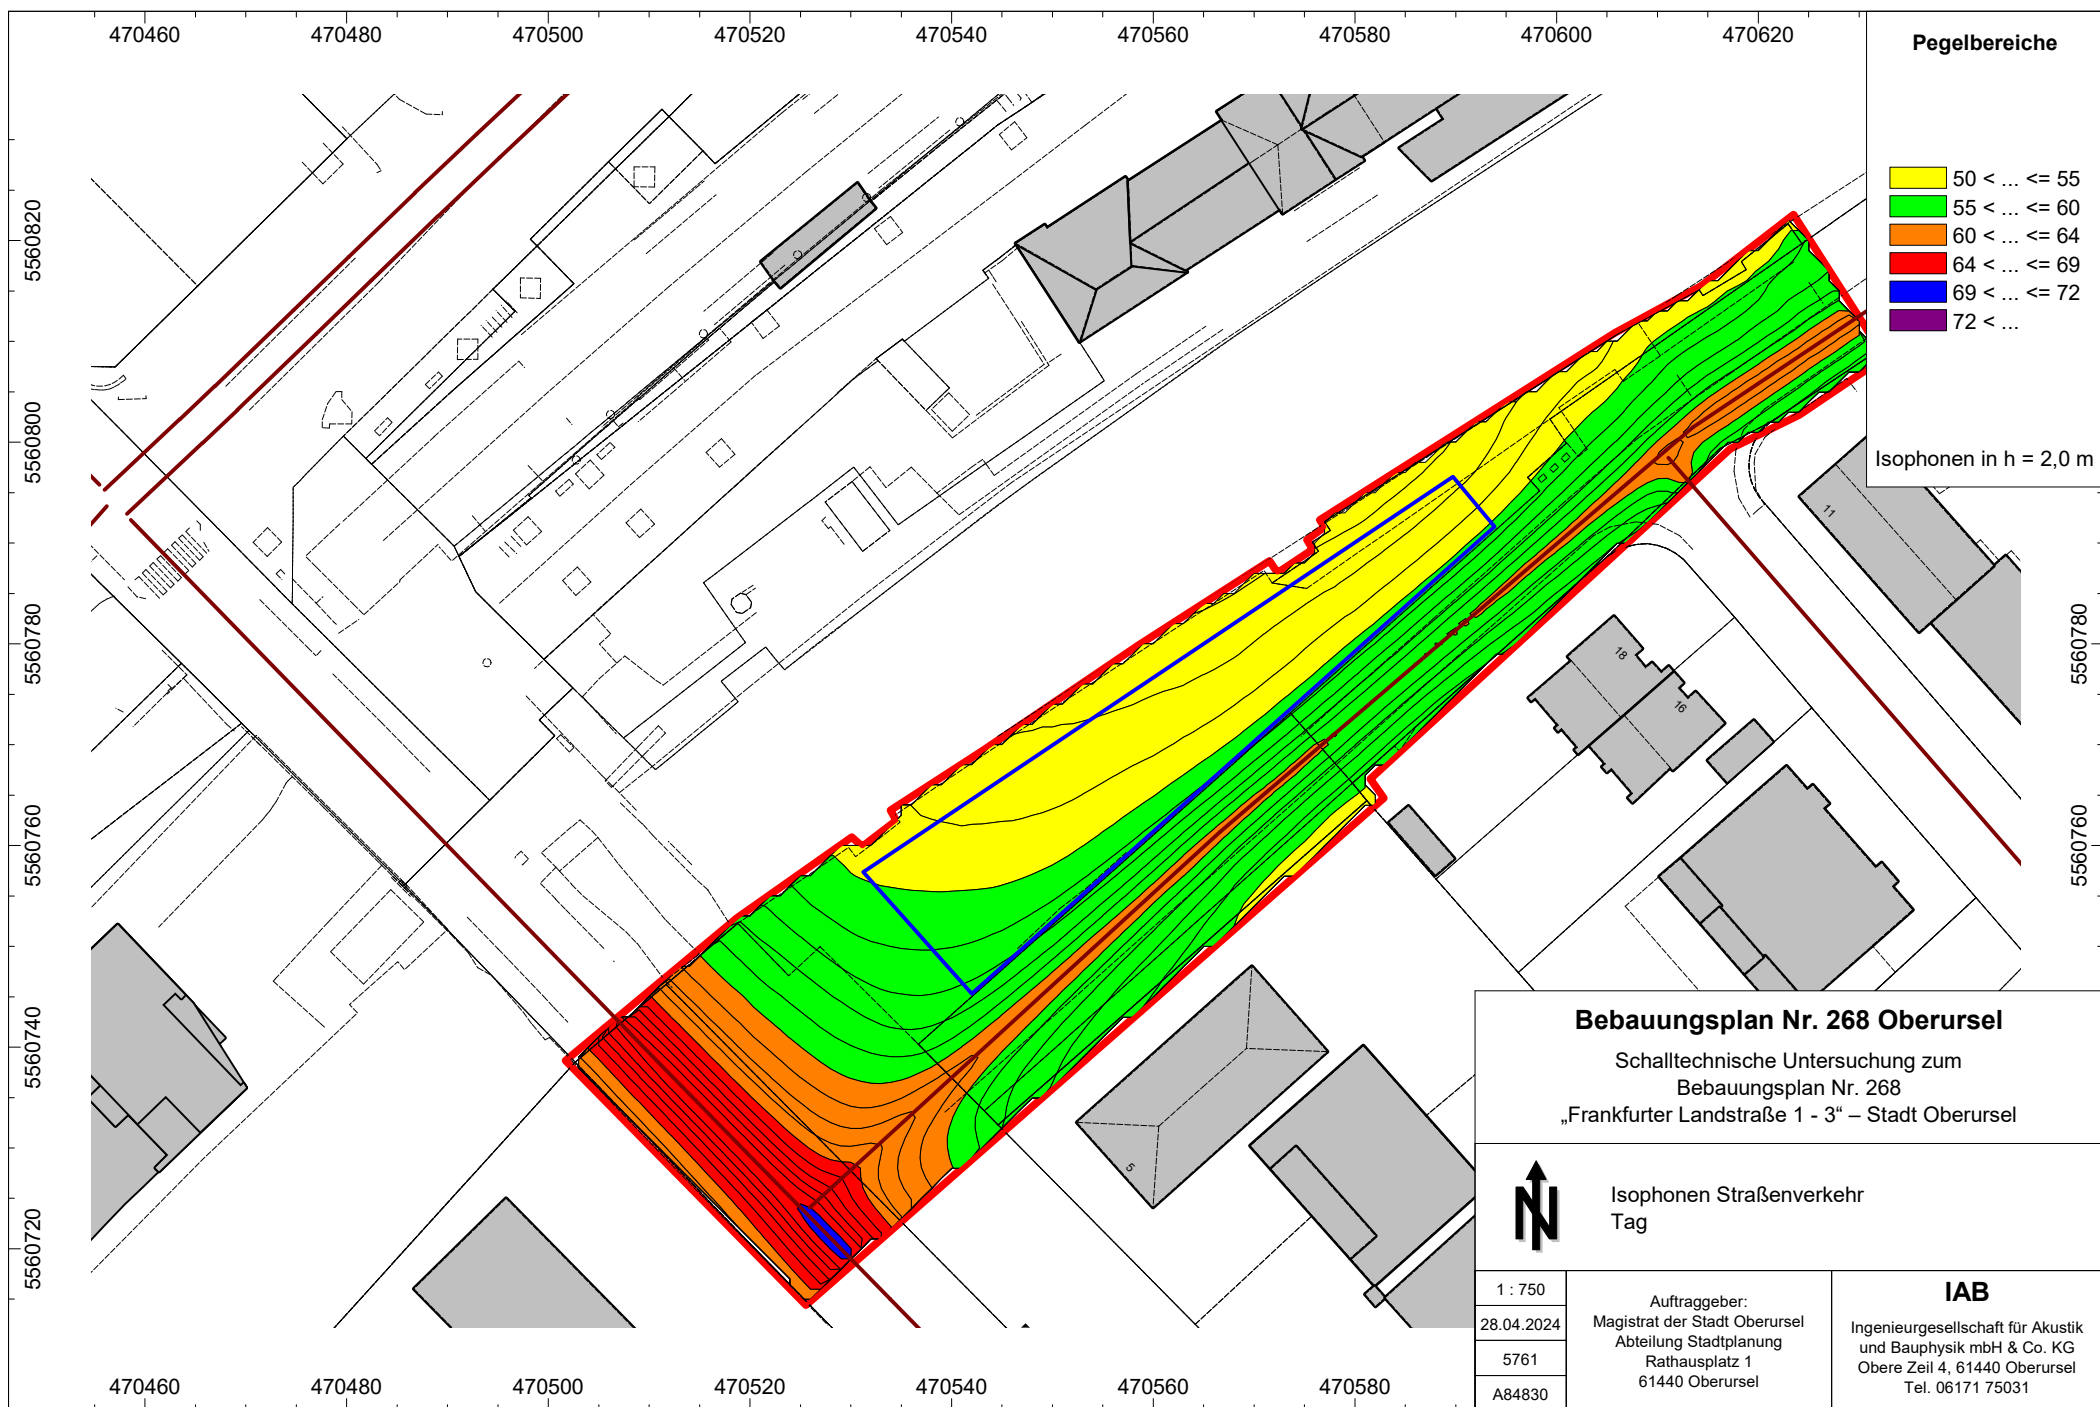 470460 470480 470500 470520 470540 470560 470580 470600 470620
Pegelbereiche
50 < ... <= 55
55 < ... <= 60
60 < ... <= 64
64 < ... <= 69
69 < ... <= 72
72 < ...
Isophonen in h = 2,0 m
5560820
5560800
5560780
5560760
5560740
5560720
5560780
5560760
11
18
16
5
Bebauungsplan Nr. 268 Oberursel
Schalltechnische Untersuchung zum
Bebauungsplan Nr. 268
„Frankfurter Landstraße 1 - 3“ – Stadt Oberursel
N
Isophonen Straßenverkehr
Tag
1 : 750
28.04.2024
5761
A84830
Auftraggeber:
Magistrat der Stadt Oberursel
Abteilung Stadtplanung
Rathausplatz 1
61440 Oberursel
IAB
Ingenieurgesellschaft für Akustik
und Bauphysik mbH & Co. KG
Obere Zeil 4, 61440 Oberursel
Tel. 06171 75031
470460 470480 470500 470520 470540 470560 470580